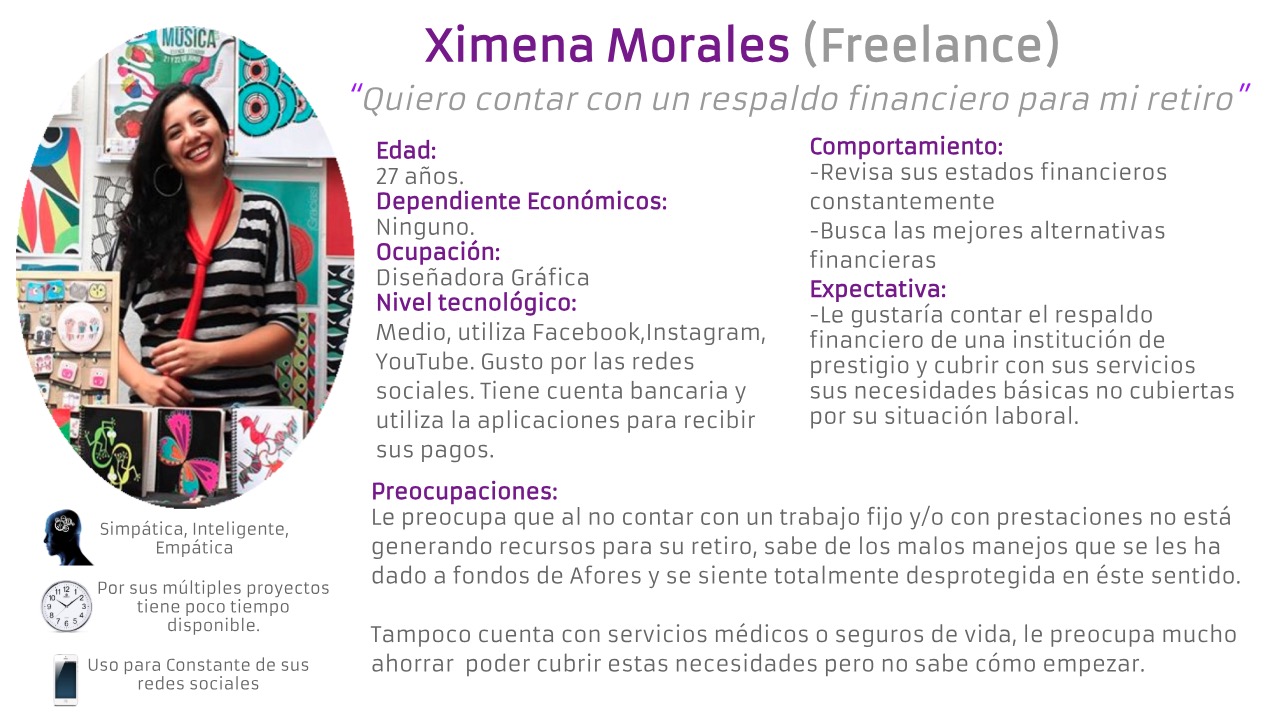 MÚSICA
¡Gracias!
Ximena Morales (Freelance)
“Quiero contar con un respaldo financiero para mi retiro”
Edad:
27 años.
Dependiente Económicos:
Ninguno.
Ocupación:
Diseñadora Gráfica
Nivel tecnológico:
Medio, utiliza Facebook,Instagram,
YouTube. Gusto por las redes
sociales. Tiene cuenta bancaria y
utiliza la aplicaciones para recibir
sus pagos.
Comportamiento:
-Revisa sus estados financieros
constantemente
-Busca las mejores alternativas
financieras
Expectativa:
-Le gustaría contar el respaldo
financiero de una institución de
prestigio y cubrir con sus servicios
sus necesidades básicas no cubiertas
por su situación laboral.
Preocupaciones:
Le preocupa que al no contar con un trabajo fijo y/o con prestaciones no está
generando recursos para su retiro, sabe de los malos manejos que se les ha
dado a fondos de Afores y se siente totalmente desprotegida en éste sentido.
Tampoco cuenta con servicios médicos o seguros de vida, le preocupa mucho
ahorrar  poder cubrir estas necesidades pero no sabe cómo empezar.
Simpática, Inteligente,
Empática
Por sus múltiples proyectos
tiene poco tiempo
disponible.
Uso para Constante de sus
redes sociales